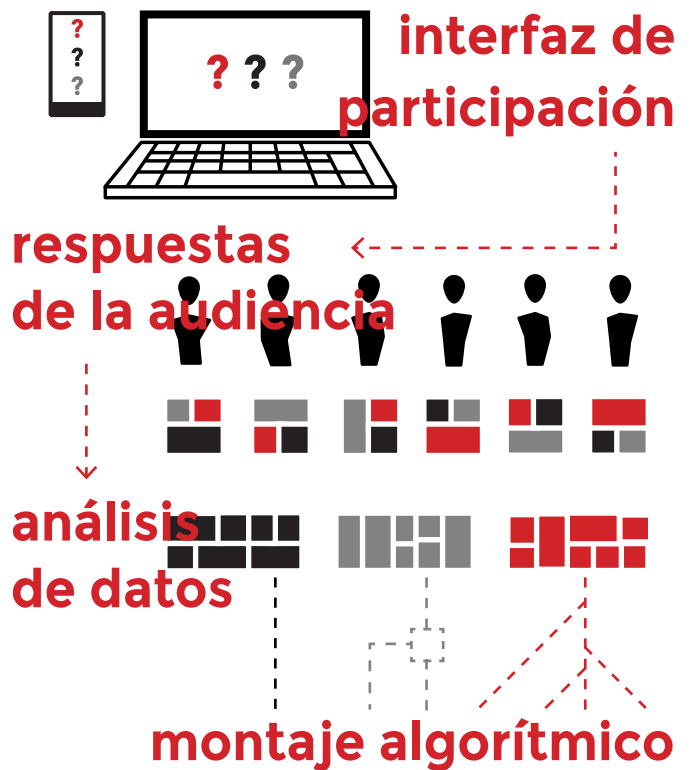 ?
?
?
? ? ?
interfaz de
participación
respuestas
de la audiencia
análisis
de datos
montaje algorítmico